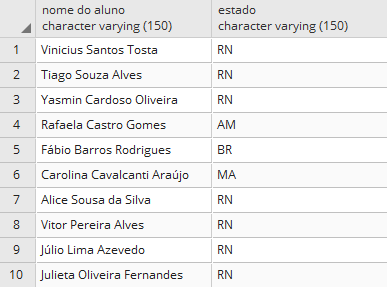 nome do aluno estado
character varying (150) character varying (150)
1 Vinicius Santos Tosta RN
2 Tiago Souza Alves RN
3 Yasmin Cardoso Oliveira RN
4 Rafaela Castro Gomes AM
5 Fábio Barros Rodrigues BR
6 Carolina Cavalcanti Araújo MA
7 Alice Sousa da Silva RN
8 Vitor Pereira Alves RN
9 Júlio Lima Azevedo RN
10 Julieta Oliveira Fernandes RN